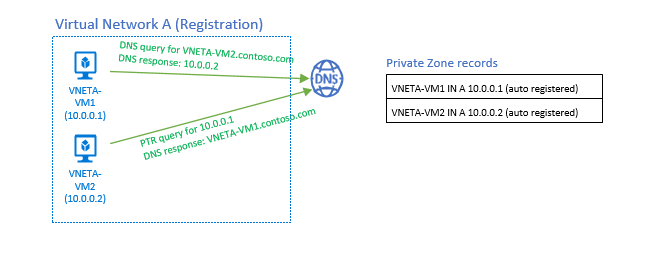 Virtual Network A (Registration)
DNS query for VNETA-VM2.contoso.com
DNS response: 10.0.0.2
VNETA-
VM1
(10.0.0.1)
PTR query for 10.0.0.1
DNS response: VNETA-VM1.contoso.com
VNETA-
VM2
(10.0.0.2)
DNS
Private Zone records
VNETA-VM1 IN A 10.0.0.1 (auto registered)
VNETA-VM2 IN A 10.0.0.2 (auto registered)